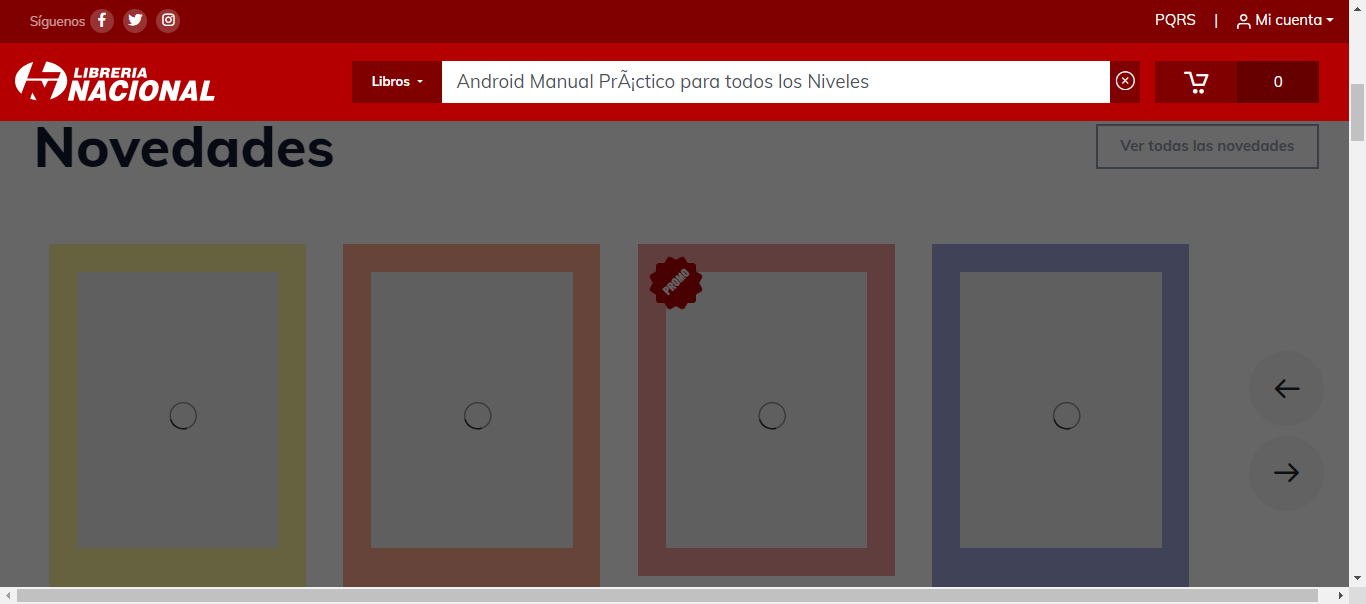 Síguenos
PQRS | Mi cuenta
LIBRERIA
NACIONAL
Libros
Android Manual PrÃ¡ctico para todos los Niveles
0
Novedades
Ver todas las novedades
PROMO